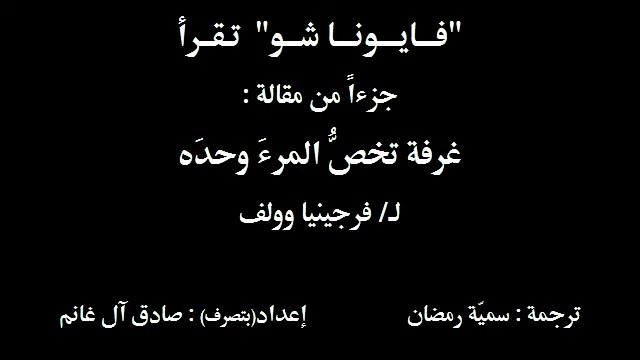 "فـايـونـا شـو" تـقـرأ
جزءاً من مقالة :
غرفة تخصُّ المرءَ وحدَه
لـ/ فرجينيا وولف
ترجمة : سميّة رمضان
إعداد(بتصرف) : صادق آل غانم